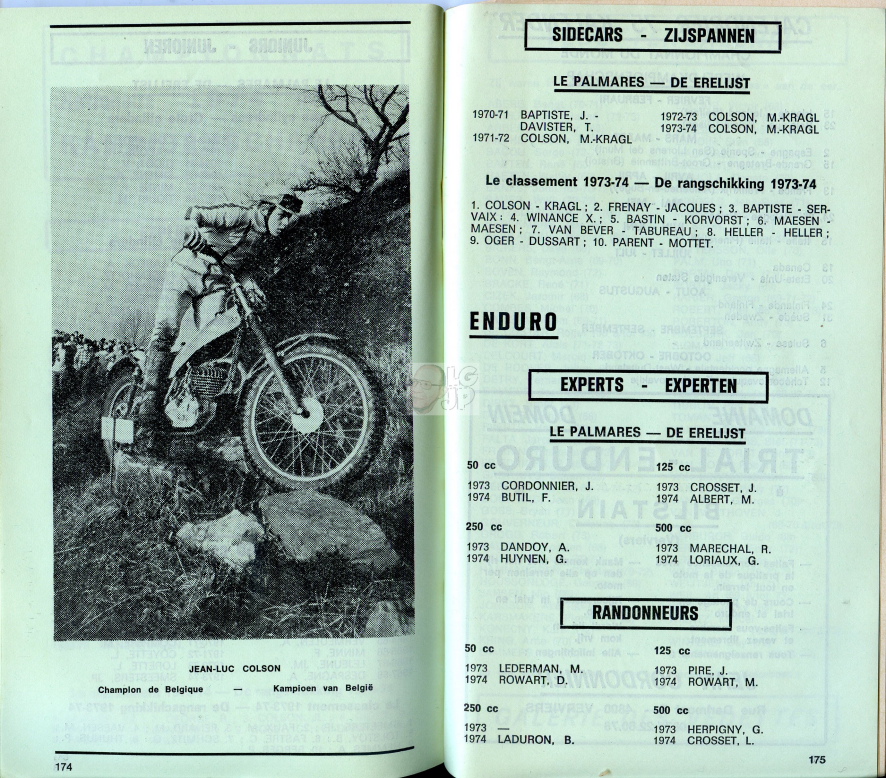 JEAN-LUC COLSON
Champion de Belgique — Kampioen van België
174
SIDECARS - ZIJSPANNEN
LE PALMARES — DE ERELIJST
1970-71 BAPTISTE, J. -
DAVISTER, T.
1971-72 COLSON, M.-KRAGL
1972-73 COLSON, M.-KRAGL
1973-74 COLSON, M.-KRAGL
Le classement 1973-74 — De rangschikking 1973-74
1. COLSON - KRAGL ; 2. FRENAY - JACQUES ; 3. BAPTISTE - SER-
VAIX : 4. WINANCE X. ; 5. BASTIN - KORVORST ; 6. MAESEN -
MAESEN ; 7. VAN BEVER - TABUREAU ; 8. HELLER - HELLER ;
9. OGER - DUSSART ; 10. PARENT - MOTTET.
ENDURO
EXPERTS - EXPERTEN
LE PALMARES — DE ERELIJST
50 cc
1973 CORDONNIER, J.
1974 BUTIL, F.
125 cc
1973 CROSSET, J.
1974 ALBERT, M.
250 cc
1973 DANDOY, A.
1974 HUYNEN, G.
500 cc
1973 MARECHAL, R.
1974 LORIAUX, G.
RANDONNEURS
50 cc
1973 LEDERMAN, M.
1974 ROWART, D.
125 cc
1973 PIRE, J.
1974 ROWART, M.
250 cc
1973 —
1974 LADURON, B.
500 cc
1973 HERPIGNY, G.
1974 CROSSET, L.
175